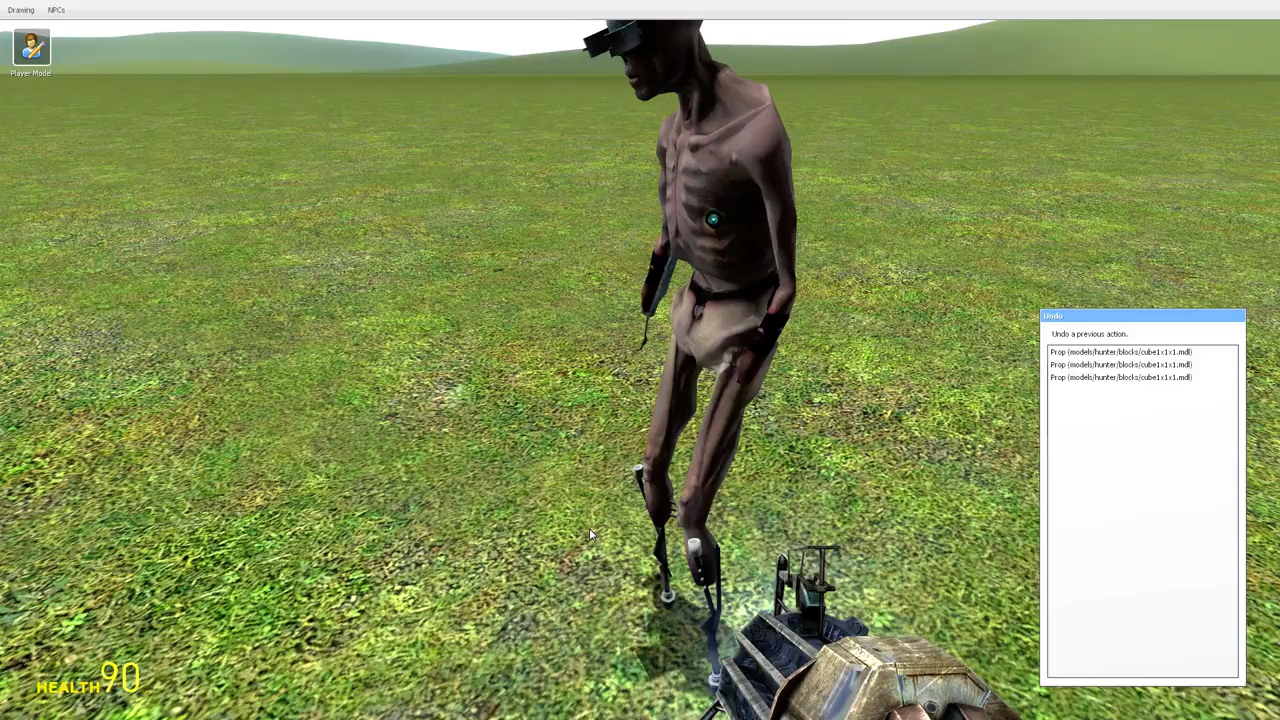 Drawing NPCs
Player Model
Undo
Undo a previous action.
Prop (models/hunter/blocks/cube1x1x1.mdl)
Prop (models/hunter/blocks/cube1x1x1.mdl)
Prop (models/hunter/blocks/cube1x1x1.mdl)
HEALTH 90